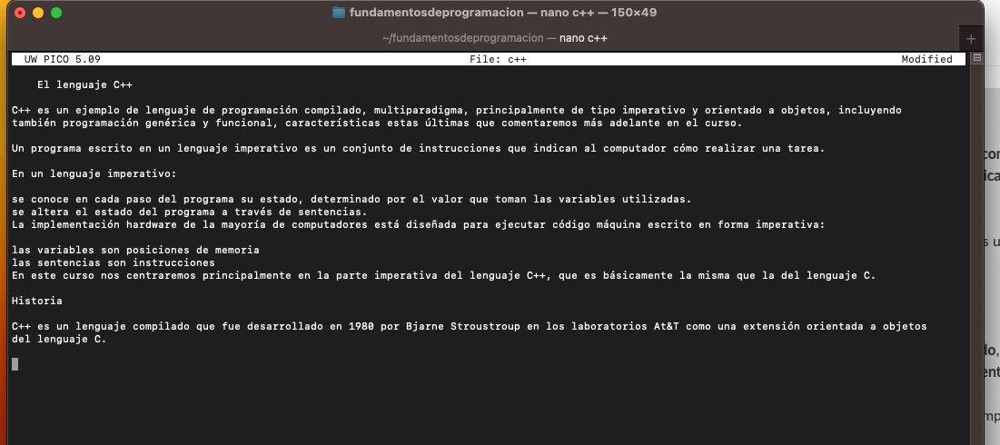 fundamentosdeprogramacion — nano c++ — 150×49
~/fundamentosdeprogramacion — nano c++
UW PICO 5.09 File: c++ Modified
El lenguaje C++
C++ es un ejemplo de lenguaje de programación compilado, multiparadigma, principalmente de tipo imperativo y orientado a objetos, incluyendo
también programación genérica y funcional, características estas últimas que comentaremos más adelante en el curso.
Un programa escrito en un lenguaje imperativo es un conjunto de instrucciones que indican al computador cómo realizar una tarea.
En un lenguaje imperativo:
se conoce en cada paso del programa su estado, determinado por el valor que toman las variables utilizadas.
se altera el estado del programa a través de sentencias.
La implementación hardware de la mayoría de computadores está diseñada para ejecutar código máquina escrito en forma imperativa:
las variables son posiciones de memoria
las sentencias son instrucciones
En este curso nos centraremos principalmente en la parte imperativa del lenguaje C++, que es básicamente la misma que la del lenguaje C.
Historia
C++ es un lenguaje compilado que fue desarrollado en 1980 por Bjarne Stroustroup en los laboratorios At&T como una extensión orientada a objetos
del lenguaje C.